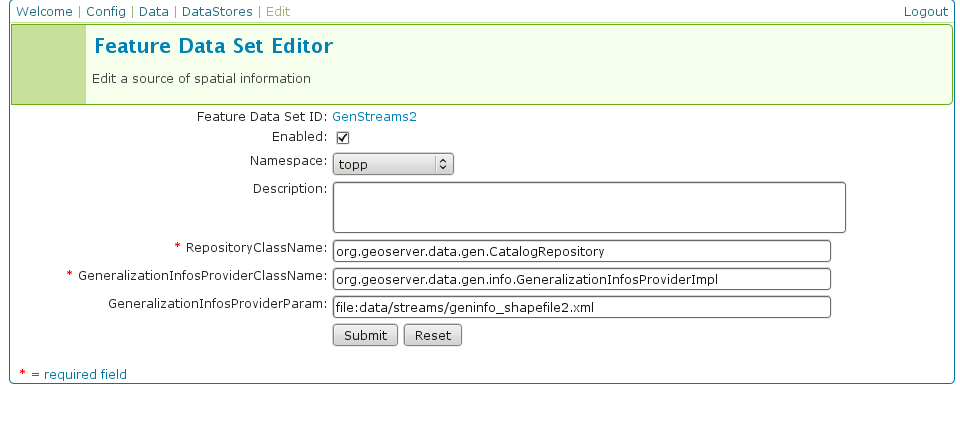 Welcome | Config | Data | DataStores | Edit Logout
Feature Data Set Editor
Edit a source of spatial information
Feature Data Set ID: GenStreams2
Enabled:
Namespace: topp
Description:
* RepositoryClassName: org.geoserver.data.gen.CatalogRepository
* GeneralizationInfosProviderClassName: org.geoserver.data.gen.info.GeneralizationInfosProviderImpl
GeneralizationInfosProviderParam: file:data/streams/geninfo_shapefile2.xml
Submit Reset
* = required field